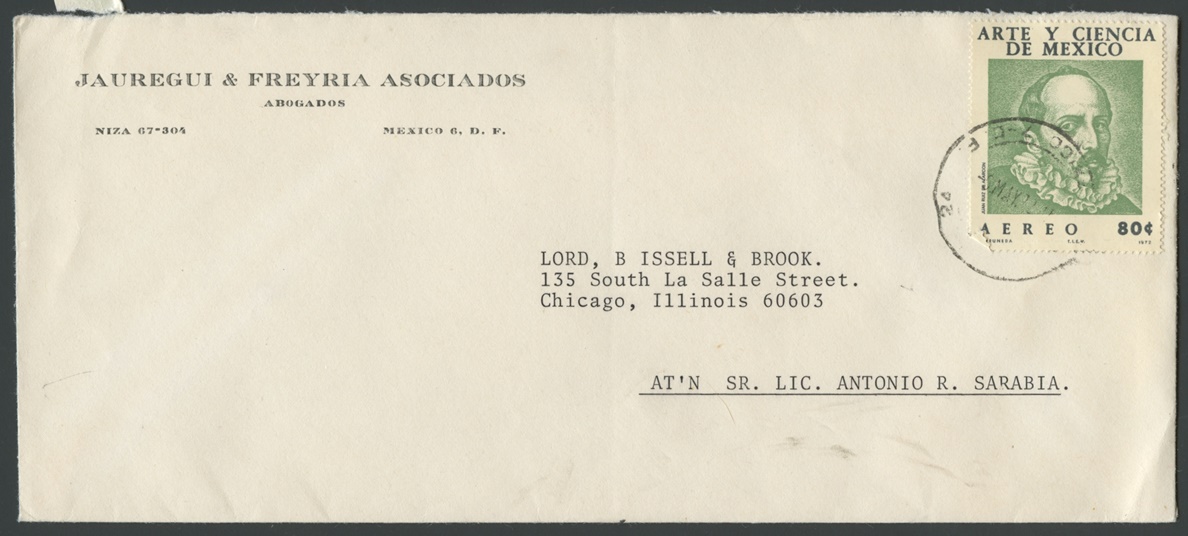 JAUREGUI & FREYRIA ASOCIADOS
ABOGADOS
NIZA 67-304 MEXICO 6, D. F.
ARTE Y CIENCIA
DE MEXICO
AEREO 80¢
T.I.E.V. 1972
LORD, B ISSELL & BROOK.
135 South La Salle Street.
Chicago, Illinois 60603
AT'N SR. LIC. ANTONIO R. SARABIA.